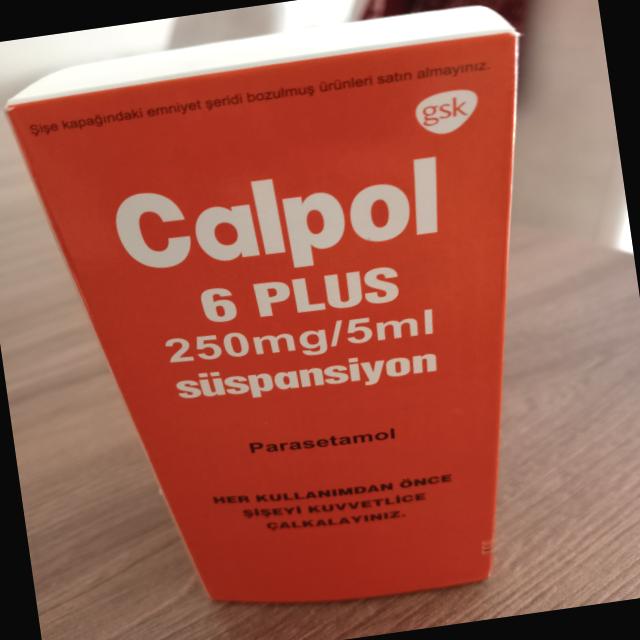 Şişe kapağındaki emniyet şeridi bozulmuş ürünleri satın almayınız.
gsk
Calpol
6 PLUS
250mg/5ml
süspansiyon
Parasetamol
HER KULLANIMDAN ÖNCE
ŞİŞEYİ KUVVETLİCE
ÇALKALAYINIZ.